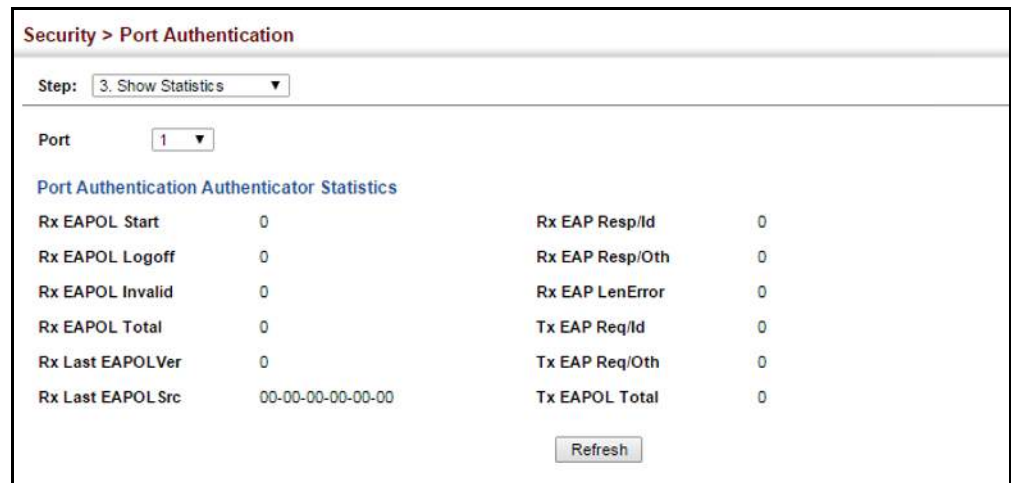 Security > Port Authentication
Step: 3. Show Statistics
Port 1
Port Authentication Authenticator Statistics
Rx EAPOL Start 0 Rx EAP Resp/Id 0
Rx EAPOL Logoff 0 Rx EAP Resp/Oth 0
Rx EAPOL Invalid 0 Rx EAP LenError 0
Rx EAPOL Total 0 Tx EAP Req/Id 0
Rx Last EAPOLVer 0 Tx EAP Req/Oth 0
Rx Last EAPOLSrc 00-00-00-00-00-00 Tx EAPOL Total 0
Refresh